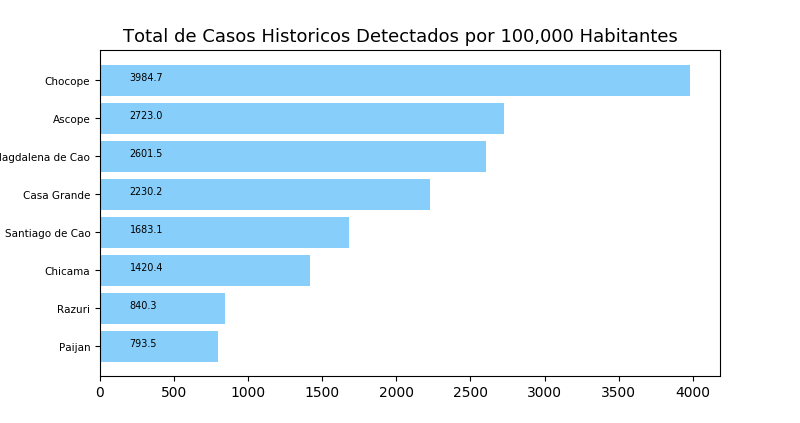 Total de Casos Historicos Detectados por 100,000 Habitantes
Chocope 3984.7
Ascope 2723.0
agdalena de Cao 2601.5
Casa Grande 2230.2
Santiago de Cao 1683.1
Chicama 1420.4
Razuri 840.3
Paijan 793.5
0 500 1000 1500 2000 2500 3000 3500 4000